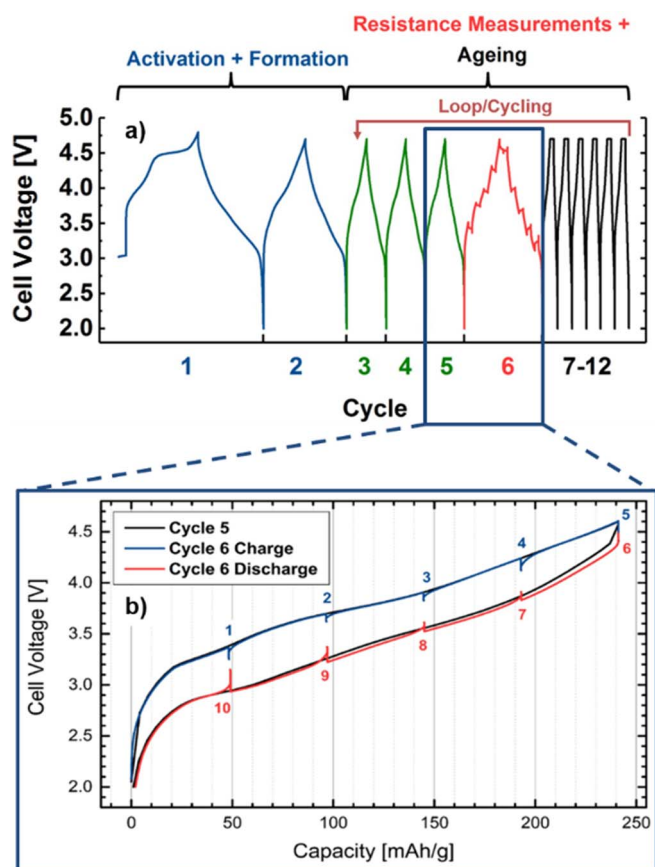 Resistance Measurements +
Activation + Formation
Ageing
Loop/Cycling
a)
Cell Voltage [V]
5.0
4.5
4.0
3.5
3.0
2.5
2.0
1
2
3
4
5
6
7-12
Cycle
Cycle 5
Cycle 6 Charge
Cycle 6 Discharge
b)
Cell Voltage [V]
4.5
4.0
3.5
3.0
2.5
2.0
1
2
3
4
5
6
7
8
9
10
0
50
100
150
200
250
Capacity [mAh/g]